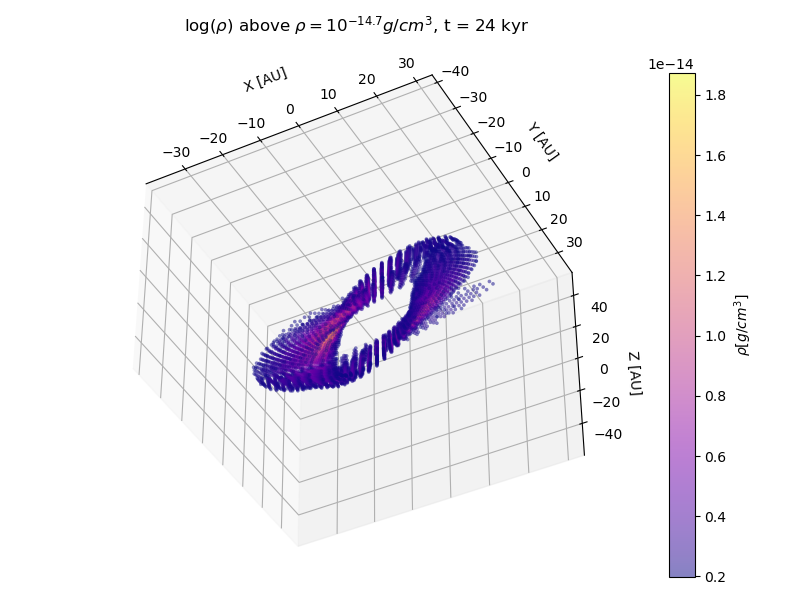 log(ρ) above ρ = 10^{−14.7}g/cm^3, t = 24 kyr
1e−14
X [AU]
−30 −20 −10 0 10 20 30
Y [AU]
−40 −30 −20 −10 0 10 20 30
Z [AU]
40 20 0 −20 −40
1.8
1.6
1.4
1.2
1.0
0.8
0.6
0.4
0.2
ρ[g/cm^3]